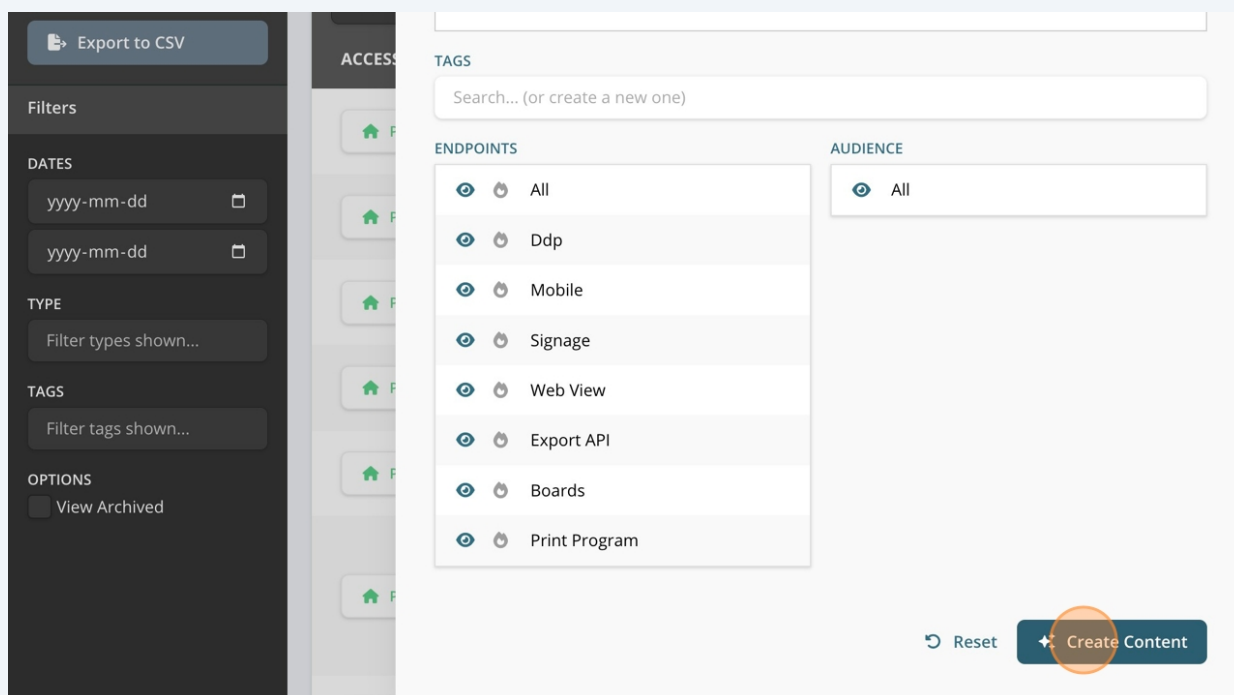 Export to CSV
Filters
DATES
yyyy-mm-dd
yyyy-mm-dd
TYPE
Filter types shown...
TAGS
Filter tags shown...
OPTIONS
View Archived
TAGS
Search... (or create a new one)
ENDPOINTS
All
Ddp
Mobile
Signage
Web View
Export API
Boards
Print Program
AUDIENCE
All
Reset
Create Content